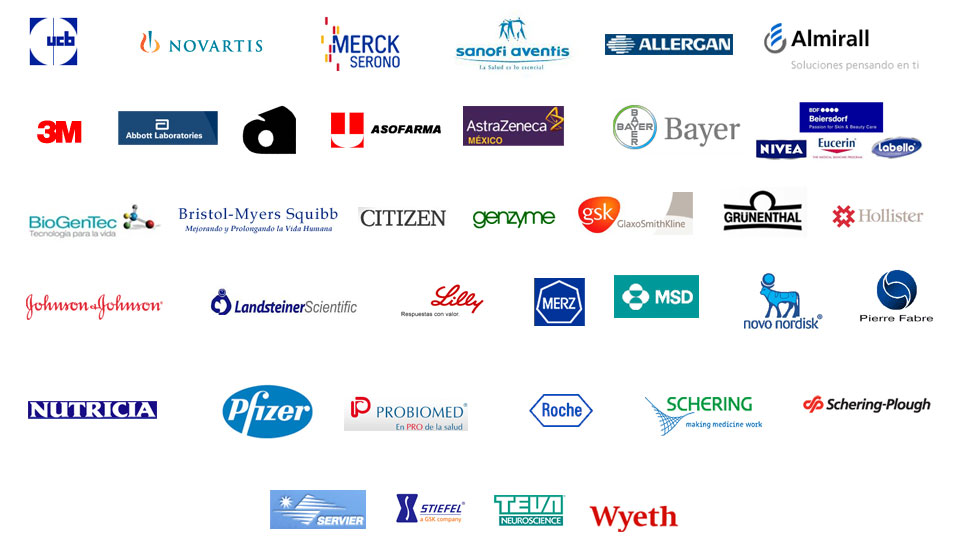 ucb
NOVARTIS
MERCK
SERONO
sanofi aventis
La Salud es lo esencial
ALLERGAN
Almirall
Soluciones pensando en ti
3M
a
Abbott Laboratories
a
ASOFARMA
AstraZeneca
MÉXICO
BAYER
BAYER
Bayer
BDF
Beiersdorf
Passion for Skin & Beauty Care
NIVEA
Eucerin
labello
BioGenTec
Tecnología para la vida
Bristol-Myers Squibb
Mejorando y Prolongando la Vida Humana
CITIZEN
genzyme
gsk
GlaxoSmithKline
GRÜNENTHAL
Hollister
Johnson & Johnson
LandsteinerScientific
Lilly
Respuestas con valor.
MERZ
MSD
novo nordisk®
Pierre Fabre
NUTRICIA
Pfizer
PROBIOMED®
En PRO de la salud
Roche
SCHERING
making medicine work
Schering-Plough
SERVIER
STIEFEL®
a GSK company
TEVA
NEUROSCIENCE
Wyeth